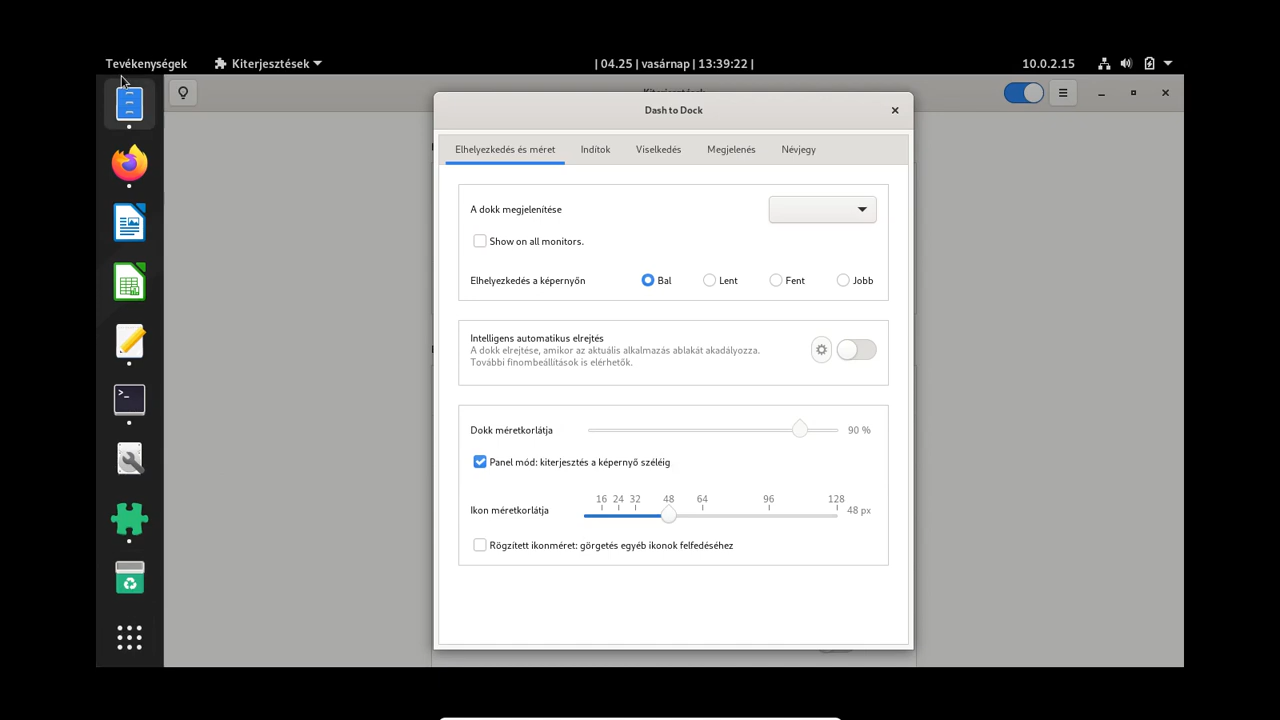 Tevékenységek
Kiterjesztések
| 04.25 | vasárnap | 13:39:22 |
10.0.2.15
Dash to Dock
Elhelyezkedés és méret
Indítok
Viselkedés
Megjelenés
Névjegy
A dokk megjelenítése
Show on all monitors.
Elhelyezkedés a képernyőn
Bal
Lent
Fent
Jobb
Intelligens automatikus elrejtés
A dokk elrejtése, amikor az aktuális alkalmazás ablakát akadályozza.
További finombeállítások is elérhetők.
Dokk méretkorlátja
90 %
Panel mód: kiterjesztés a képernyő széléig
16 24 32 48 64 96 128
Ikon méretkorlátja
48 px
Rögzített ikonméret: görgetés egyéb ikonok felfedéséhez